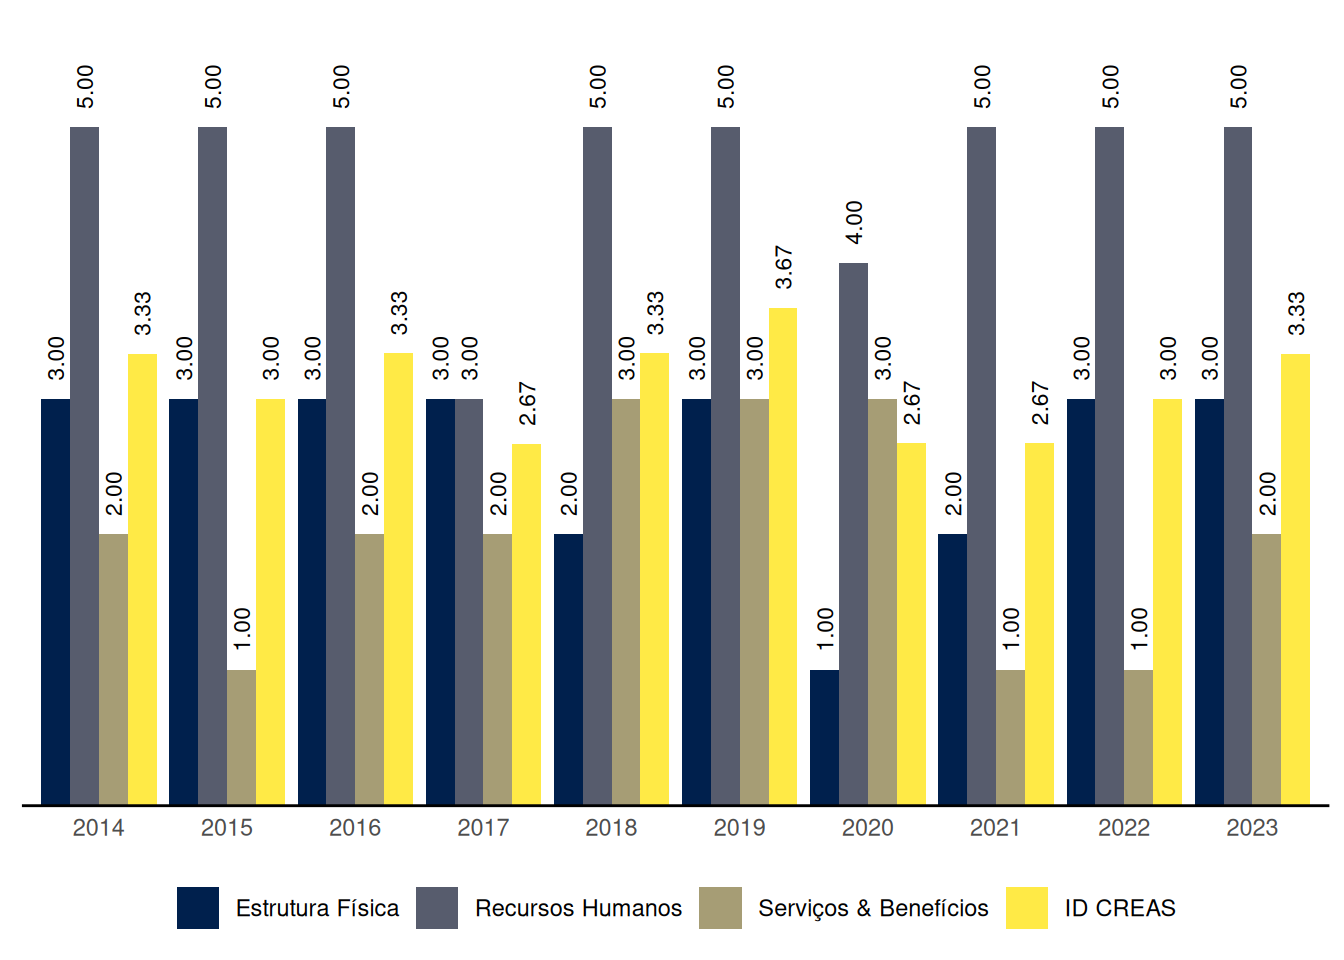 5.00 5.00 5.00 5.00 5.00 5.00 5.00 5.00
4.00
3.67
3.33 3.33 3.33 3.33
3.00 3.00 3.00 3.00 3.00 3.00 3.00 3.00 3.00 3.00 3.00 3.00 3.00
2.67 2.67 2.67
2.00 2.00 2.00 2.00 2.00 2.00
1.00 1.00 1.00 1.00
2014 2015 2016 2017 2018 2019 2020 2021 2022 2023
Estrutura Física Recursos Humanos Serviços & Benefícios ID CREAS